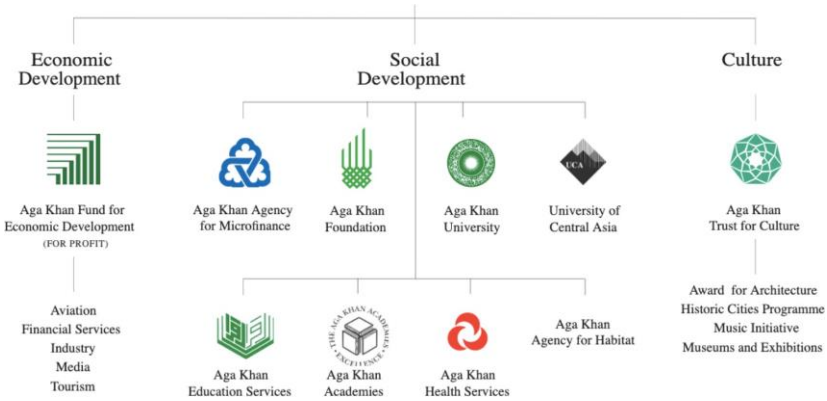 Economic
Development
Social
Development
Culture
Aga Khan Fund for
Economic Development
(FOR PROFIT)
Aga Khan Agency
for Microfinance
Aga Khan
Foundation
Aga Khan
University
UCA
University of
Central Asia
Aga Khan
Trust for Culture
Aviation
Financial Services
Industry
Media
Tourism
Aga Khan
Education Services
THE AGA KHAN ACADEMIES
EXCELLENCE
Aga Khan
Academies
Aga Khan
Health Services
Aga Khan
Agency for Habitat
Award for Architecture
Historic Cities Programme
Music Initiative
Museums and Exhibitions